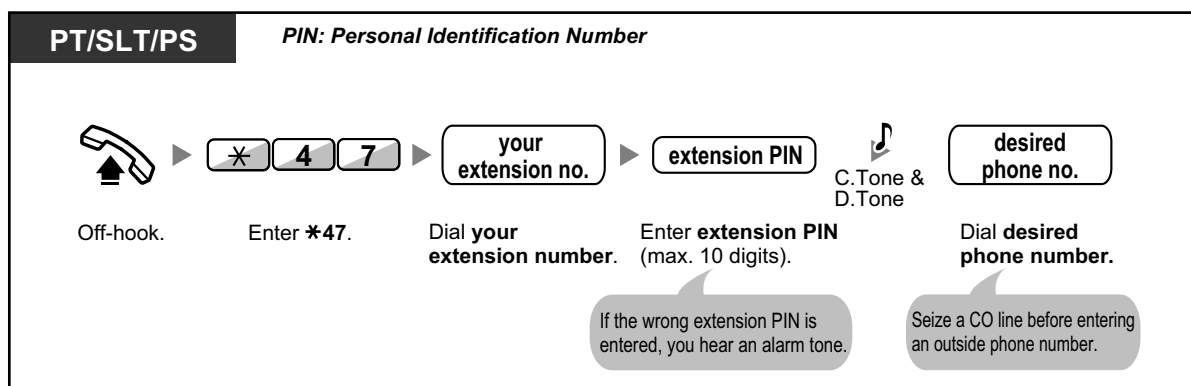 PT/SLT/PS
PIN: Personal Identification Number
✳ 4 7
your
extension no.
extension PIN
C.Tone &
D.Tone
desired
phone no.
Off-hook.
Enter ✳47.
Dial your
extension number.
Enter extension PIN
(max. 10 digits).
Dial desired
phone number.
If the wrong extension PIN is
entered, you hear an alarm tone.
Seize a CO line before entering
an outside phone number.